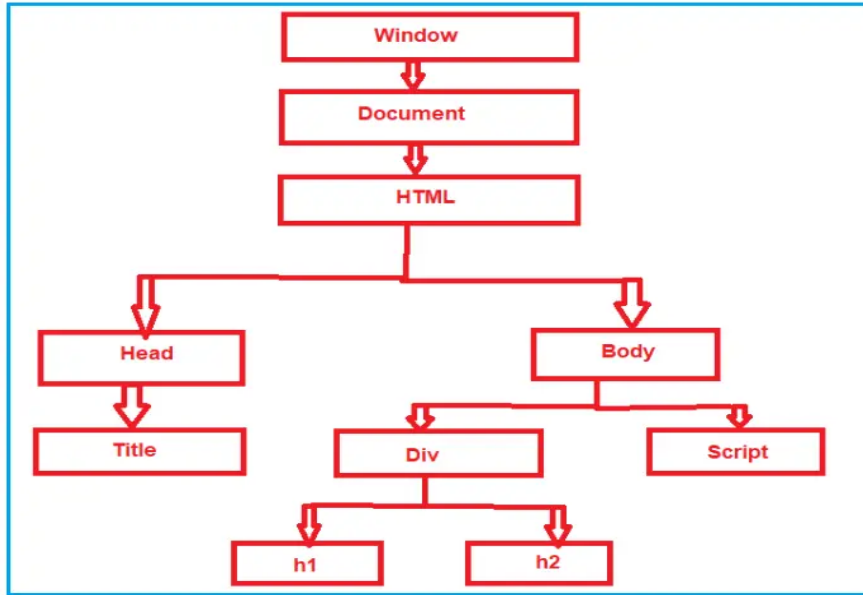 Window
Document
HTML
Head
Body
Title
Div
Script
h1
h2